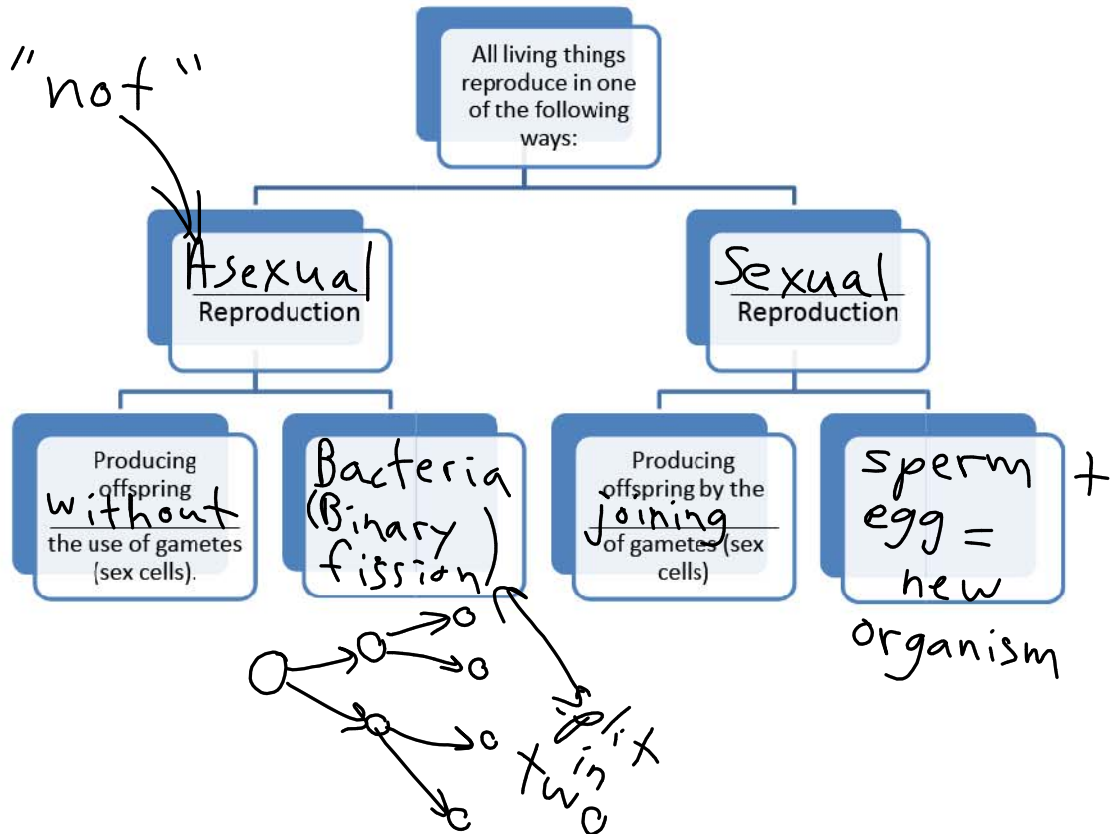 "not"
All living things
reproduce in one
of the following
ways:
Asexual
Reproduction
Sexual
Reproduction
Producing
offspring
without
the use of gametes
(sex cells).
Bacteria
(Binary
fission)
Producing
offspring by the
joining
of gametes (sex
cells)
sperm +
egg =
new
organism
split
in
two